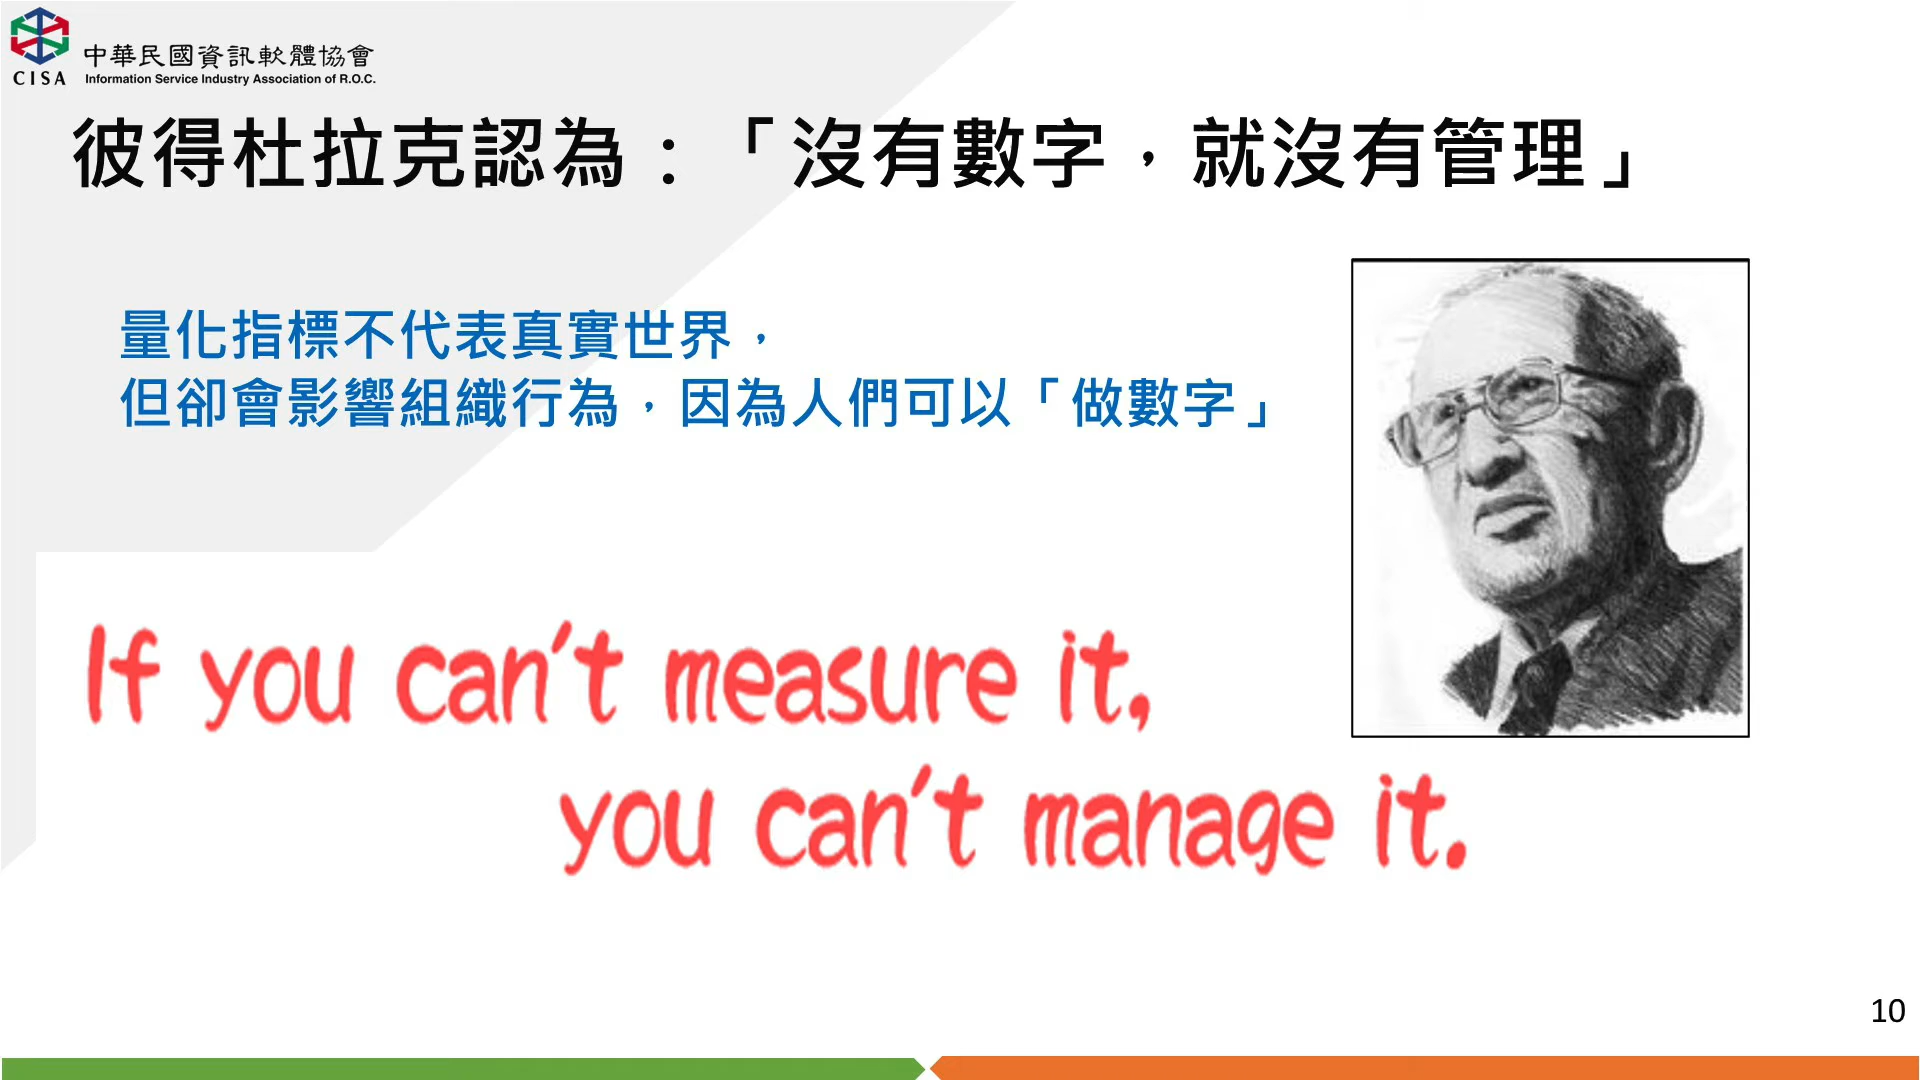 CISA
中華民國資訊軟體協會
Information Service Industry Association of R.O.C.
彼得杜拉克認為：「沒有數字，就沒有管理」
量化指標不代表真實世界，
但卻會影響組織行為，因為人們可以「做數字」
If you can't measure it,
you can't manage it.
10